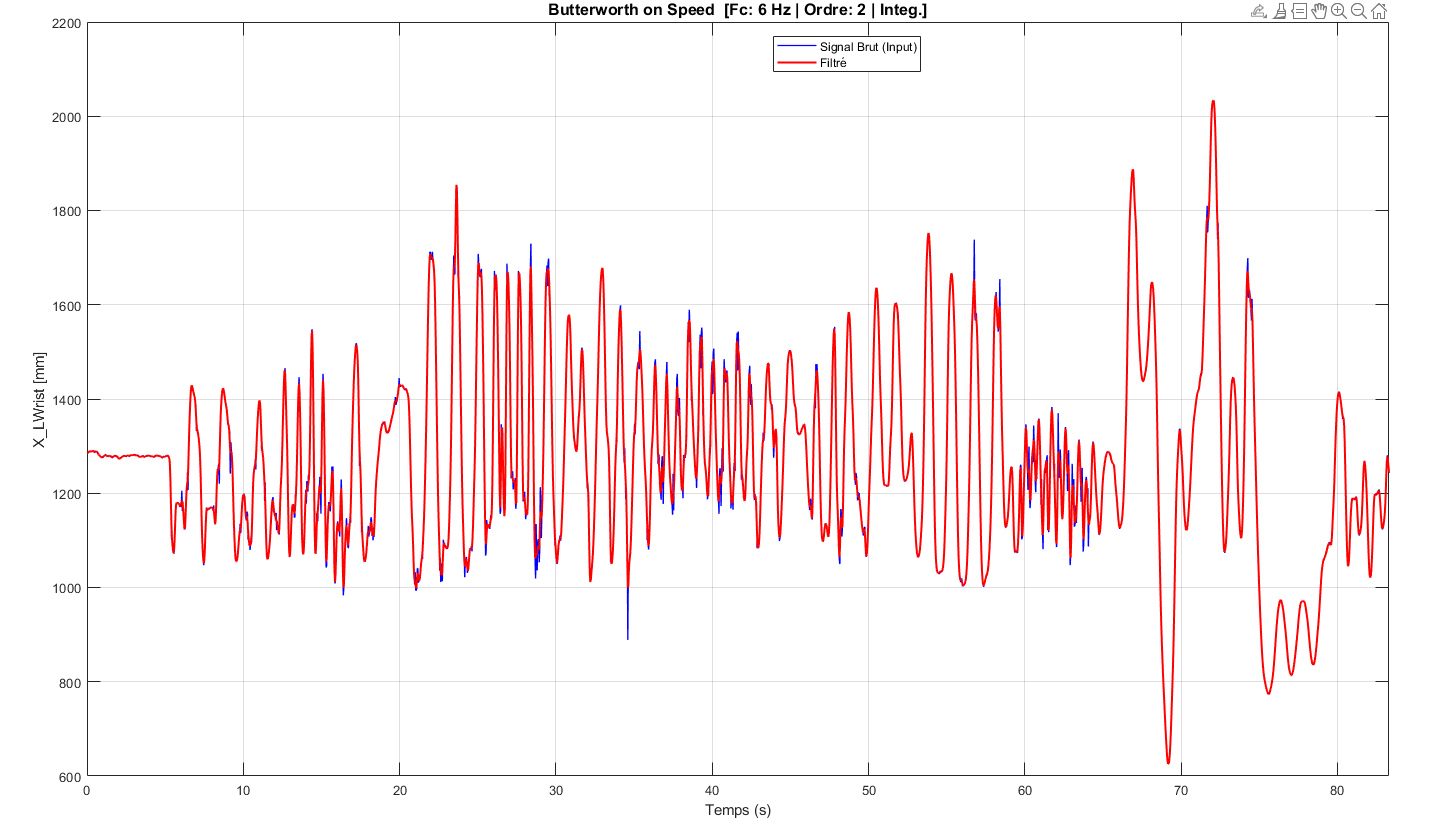 Butterworth on Speed [Fc: 6 Hz | Ordre: 2 | Integ.]
Signal Brut (Input)
Filtré
2200
2000
1800
1600
1400
1200
1000
800
600
X_LWrist [mm]
0 10 20 30 40 50 60 70 80
Temps (s)